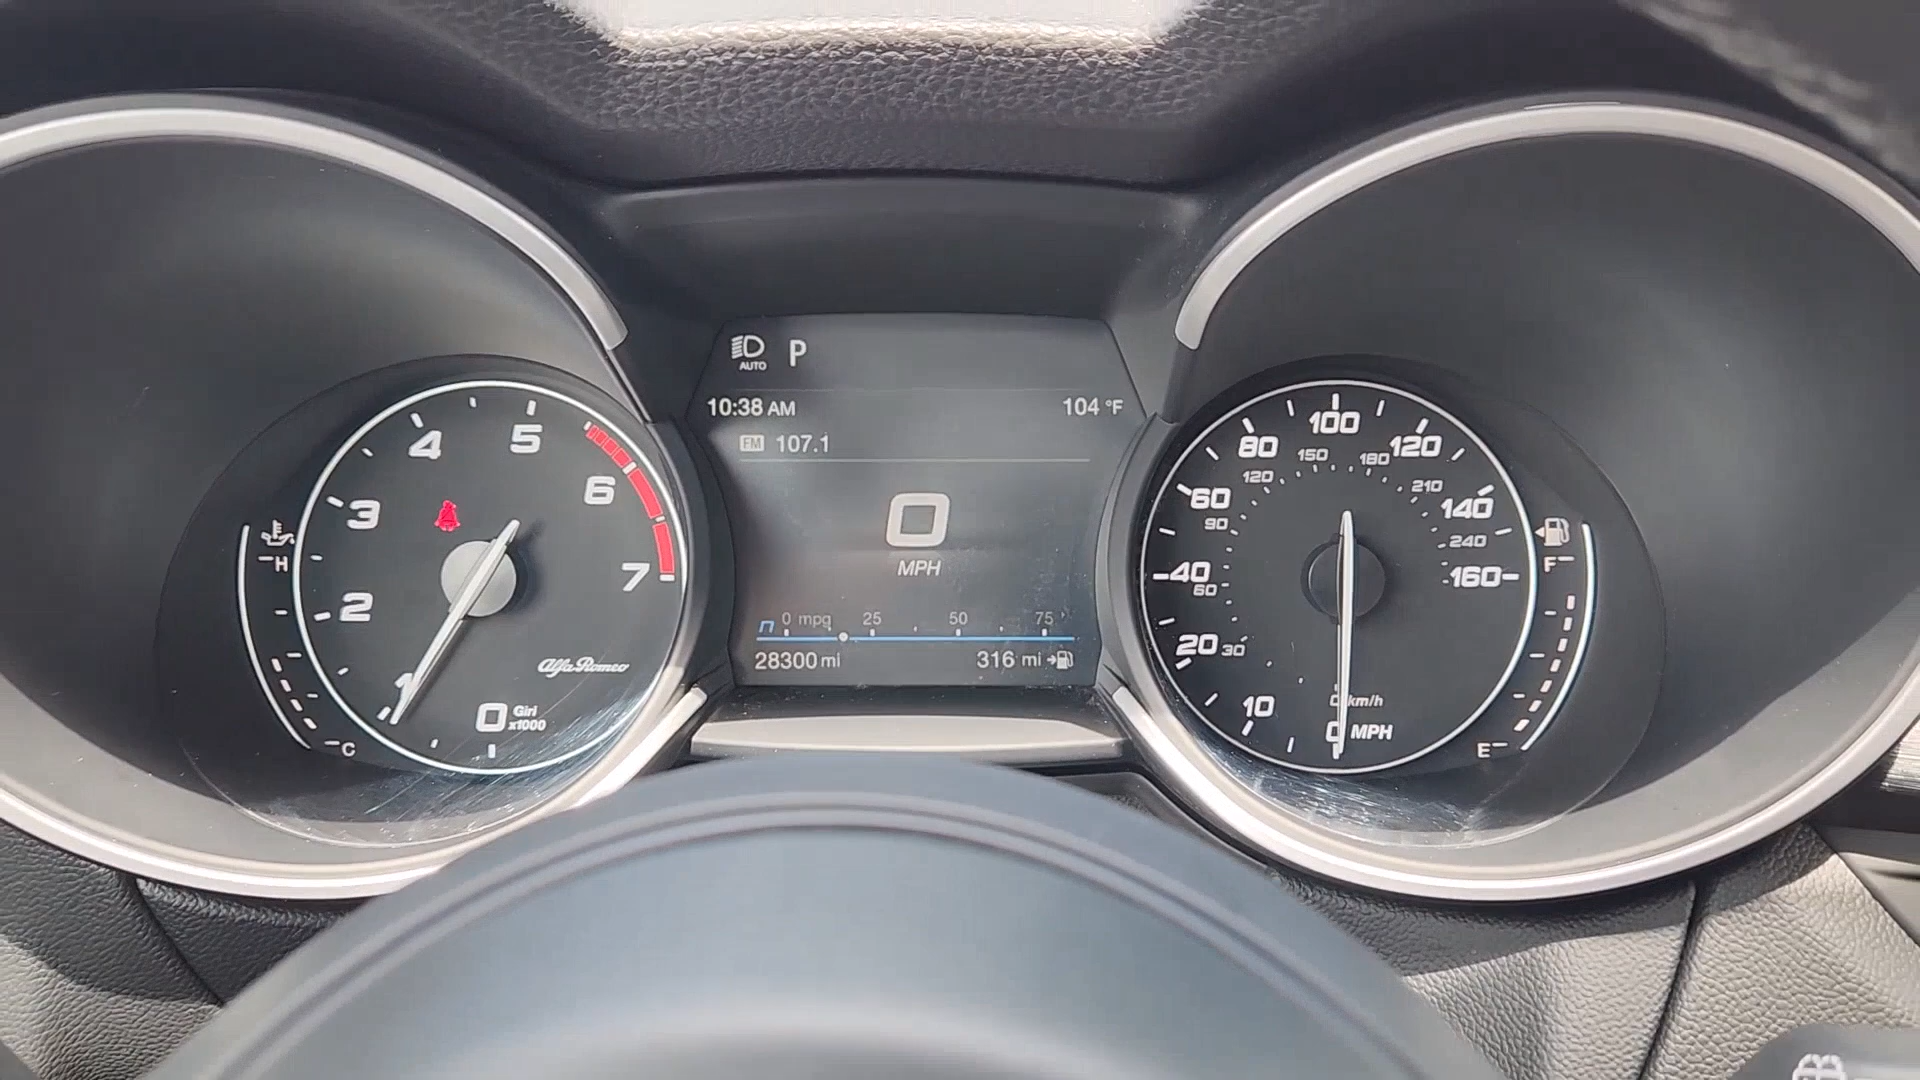 AUTO P
10:38 AM 104 °F
FM 107.1
0
MPH
0 mpg 25 50 75
28300 mi 316 mi
1 2 3 4 5 6 7
Alfa Romeo
0 Giri
x1000
H
C
0 10 20 40 60 80 100 120 140 160
MPH
0 30 60 90 120 150 180 210 240
km/h
F
E